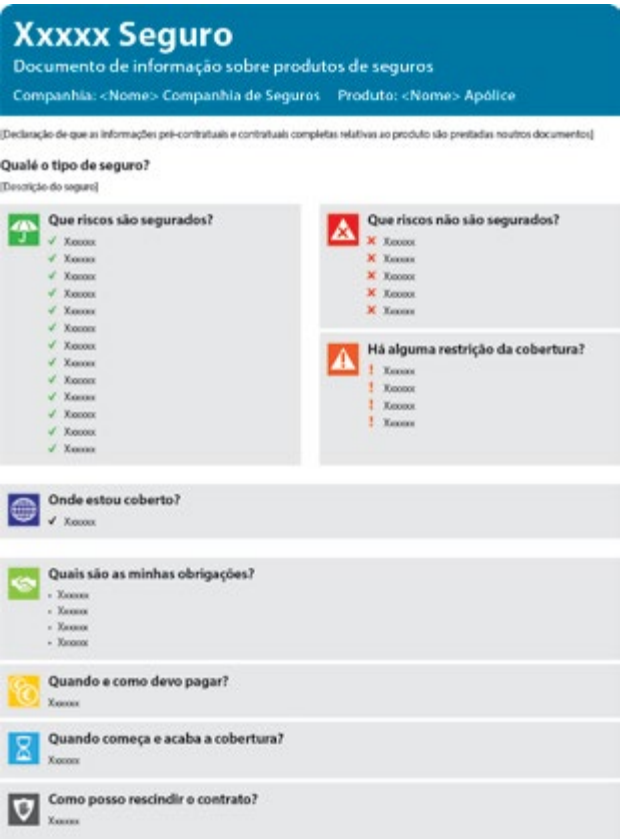 Xxxxx Seguro
Documento de informação sobre produtos de seguros
Companhia: <Nome> Companhia de Seguros Produto: <Nome> Apólice
[Declaração de que as informações pré-contratuais e contratuais completas relativas ao produto são prestadas noutros documentos]
Qualé o tipo de seguro?
[Descrição do seguro]
Que riscos são segurados?
✓ Xxxxxx
✓ Xxxxxx
✓ Xxxxxx
✓ Xxxxxx
✓ Xxxxxx
✓ Xxxxxx
✓ Xxxxxx
✓ Xxxxxx
✓ Xxxxxx
✓ Xxxxxx
✓ Xxxxxx
✓ Xxxxxx
✓ Xxxxxx
Que riscos não são segurados?
✗ Xxxxxx
✗ Xxxxxx
✗ Xxxxxx
✗ Xxxxxx
✗ Xxxxxx
Há alguma restrição da cobertura?
! Xxxxxx
! Xxxxxx
! Xxxxxx
! Xxxxxx
Onde estou coberto?
✓ Xxxxxx
Quais são as minhas obrigações?
- Xxxxxx
- Xxxxxx
- Xxxxxx
- Xxxxxx
Quando e como devo pagar?
Xxxxxx
Quando começa e acaba a cobertura?
Xxxxxx
Como posso rescindir o contrato?
Xxxxxx